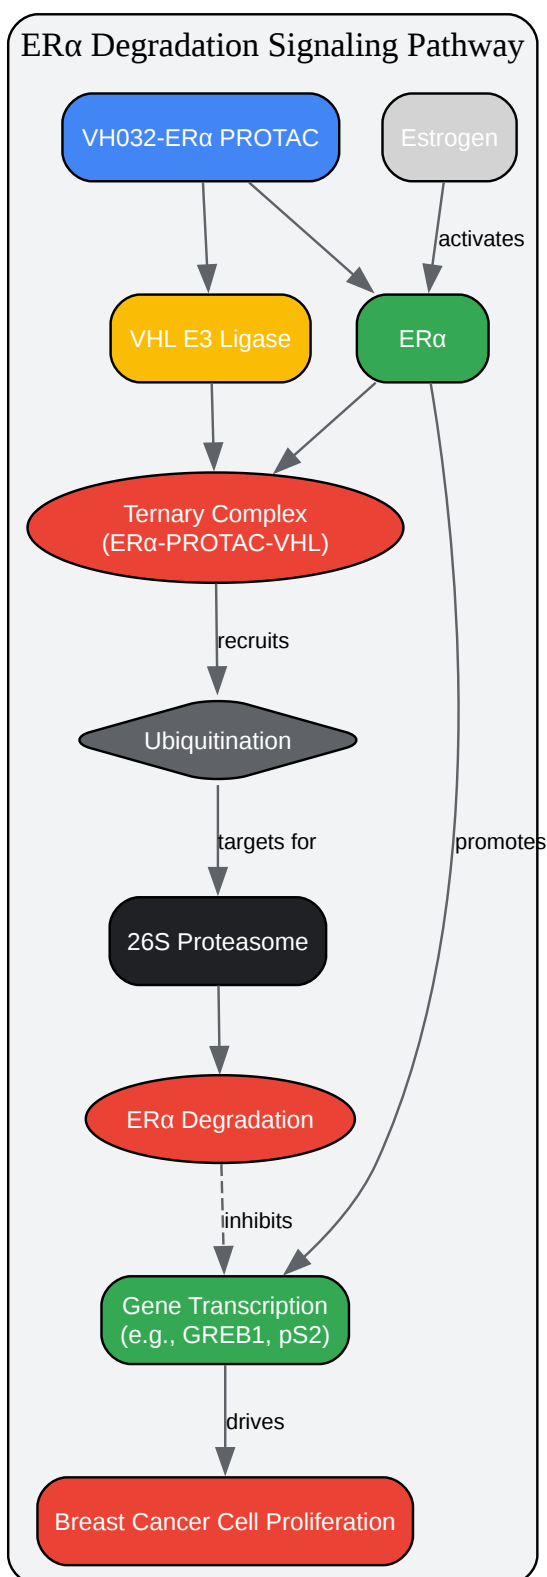 ERα Degradation Signaling Pathway
VH032-ERα PROTAC
Estrogen
activates
VHL E3 Ligase
ERα
Ternary Complex
(ERα-PROTAC-VHL)
recruits
Ubiquitination
targets for
promotes
26S Proteasome
ERα Degradation
inhibits
Gene Transcription
(e.g., GREB1, pS2)
drives
Breast Cancer Cell Proliferation